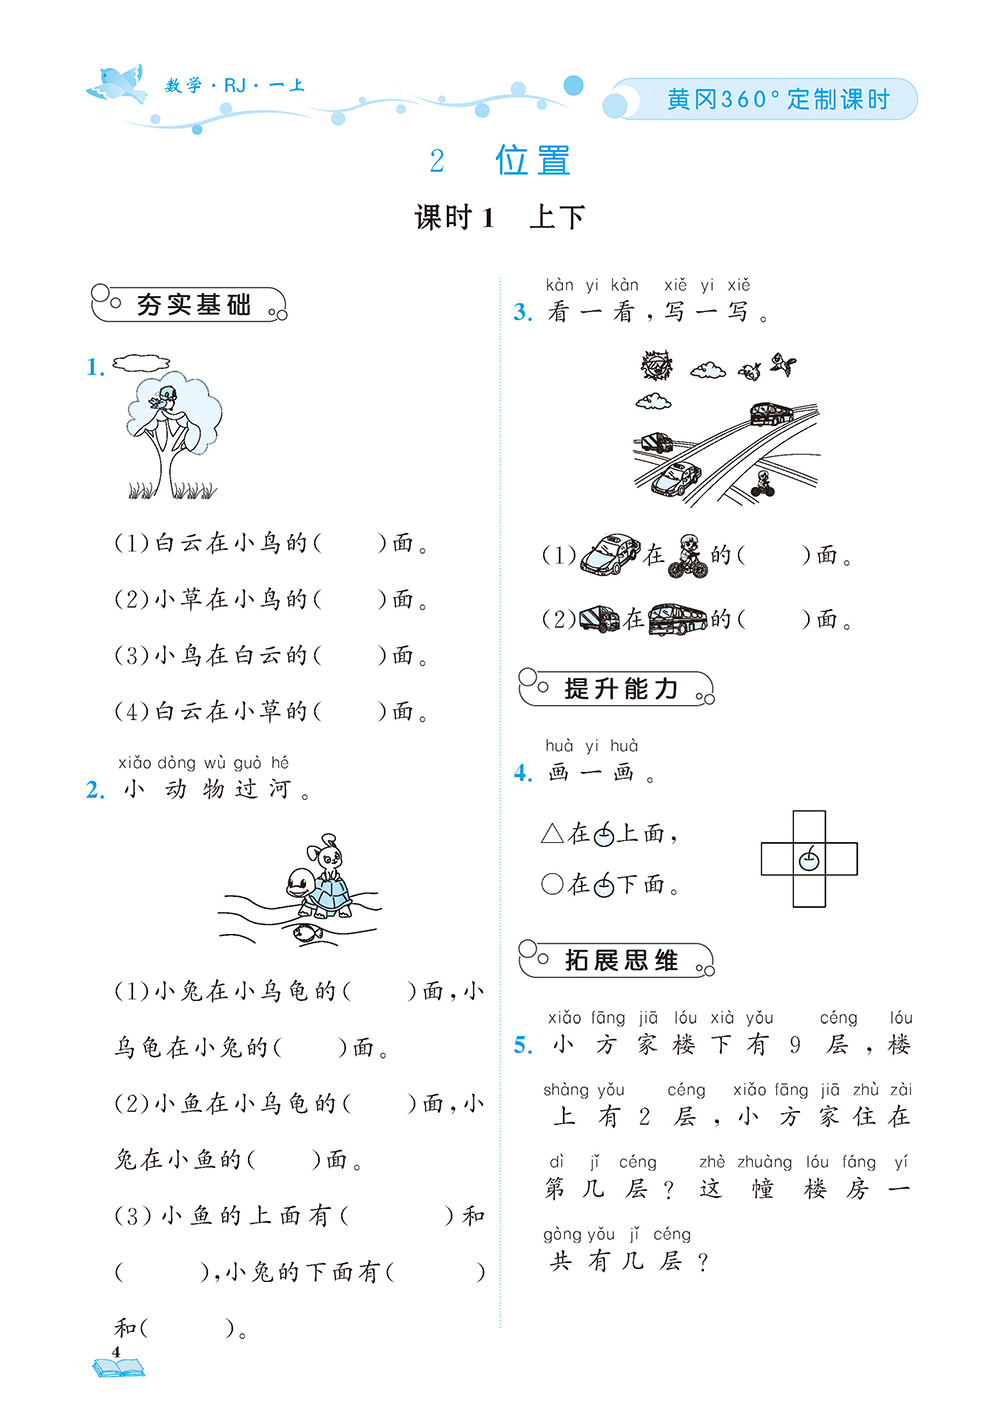 数学·RJ·一上
黄冈360°定制课时
2 位置
课时1 上下
夯实基础
1.
(1)白云在小鸟的( )面。
(2)小草在小鸟的( )面。
(3)小鸟在白云的( )面。
(4)白云在小草的( )面。
xiǎo dòng wù guò hé
2. 小动物过河。
(1)小兔在小乌龟的( )面,小
乌龟在小兔的( )面。
(2)小鱼在小乌龟的( )面,小
兔在小鱼的( )面。
(3)小鱼的上面有( )和
( ),小兔的下面有( )
和( )。
4
kàn yi kàn xiě yi xiě
3. 看一看,写一写。
(1) 在 的( )面。
(2) 在 的( )面。
提升能力
huà yi huà
4. 画一画。
△在 上面,
○在 下面。
拓展思维
xiǎo fāng jiā lóu xià yǒu céng lóu
5. 小方家楼下有9层,楼
shàng yǒu céng xiǎo fāng jiā zhù zài
上有2层,小方家住在
dì jǐ céng zhè zhuàng lóu fáng yí
第几层?这幢楼房一
gòng yǒu jǐ céng
共有几层?